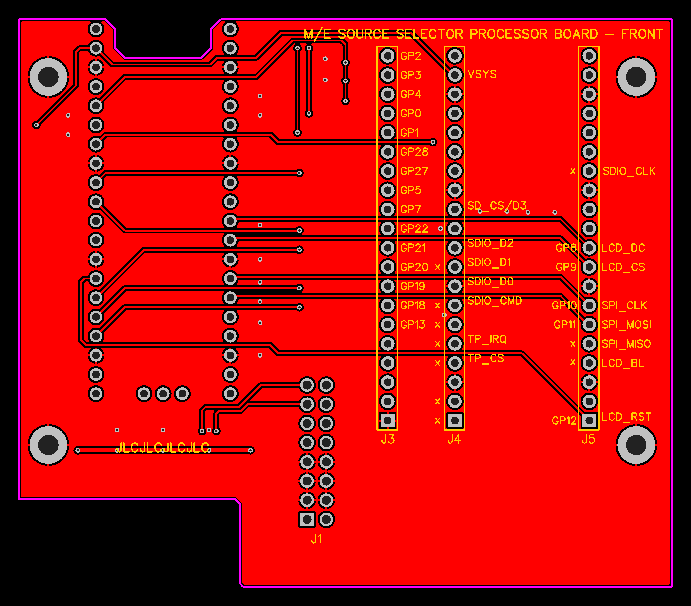 M/E SOURCE SELECTOR PROCESSOR BOARD - FRONT
GP2
GP3 VSYS
GP4
GP0
GP1
GP28
GP27 x SDIO_CLK
GP5
GP7 SD_CS/D3
GP22
GP21 SDIO_D2 GP8 LCD_DC
GP20 x SDIO_D1 GP9 LCD_CS
GP19 SDIO_D0
GP18 x SDIO_CMD GP10 SPI_CLK
GP13 x GP11 SPI_MOSI
x TP_IRQ x SPI_MISO
x TP_CS x LCD_BL
x
x GP12 LCD_RST
J3 J4 J5
JLCJLCJLCJLC
J1